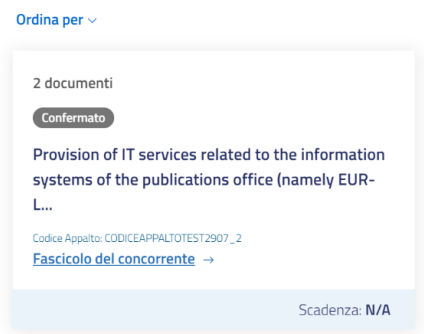 Ordina per
2 documenti
Confermato
Provision of IT services related to the information
systems of the publications office (namely EUR-
L...
Codice Appalto: CODICEAPPALTOTEST2907_2
Fascicolo del concorrente →
Scadenza: N/A